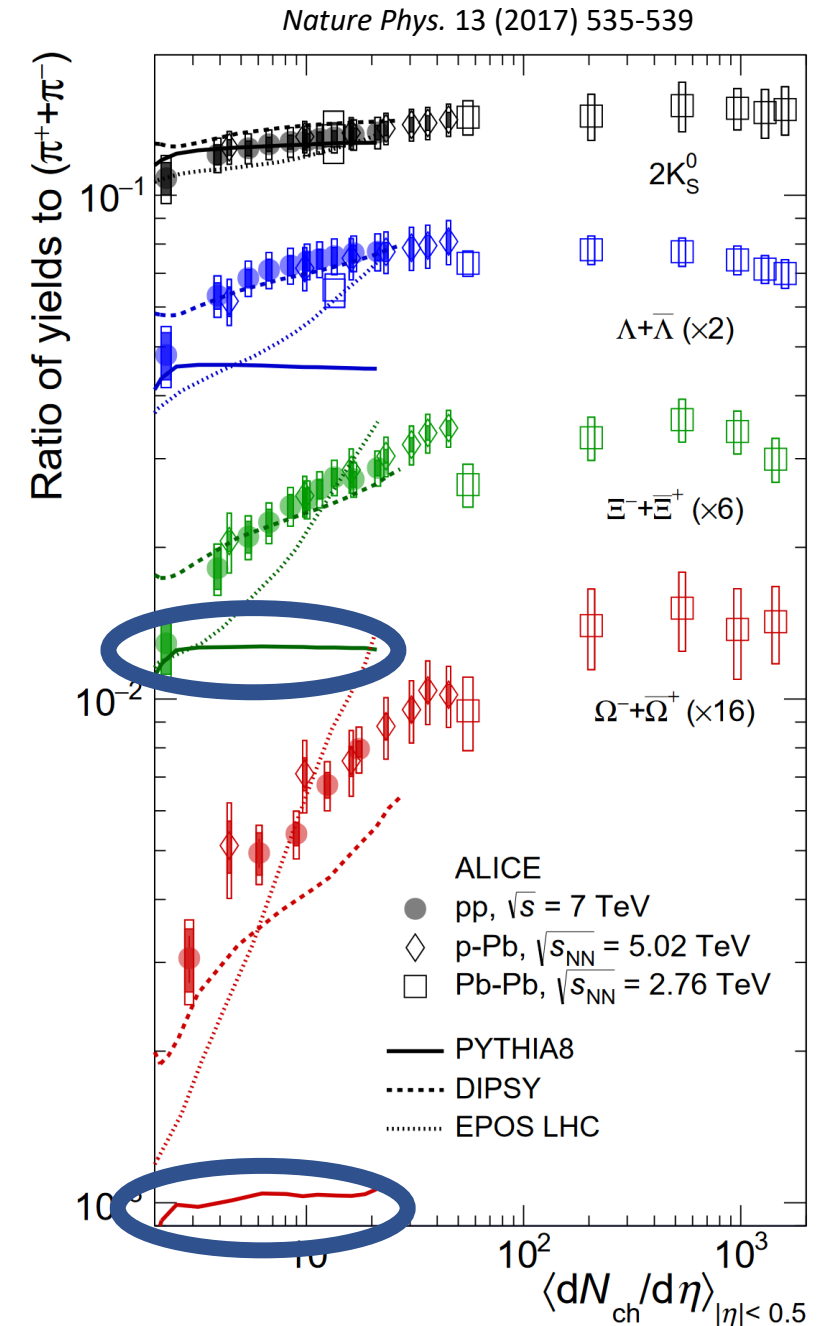 Nature Phys. 13 (2017) 535-539
Ratio of yields to (π⁺+π⁻)
10⁻¹
2K⁰S
Λ+Λ̅ (×2)
Ξ⁻+Ξ̅⁺ (×6)
10⁻²
Ω⁻+Ω̅⁺ (×16)
ALICE
pp, √s = 7 TeV
p-Pb, √sNN = 5.02 TeV
Pb-Pb, √sNN = 2.76 TeV
PYTHIA8
DIPSY
EPOS LHC
10² 10³
⟨dNch/dη⟩|η|< 0.5